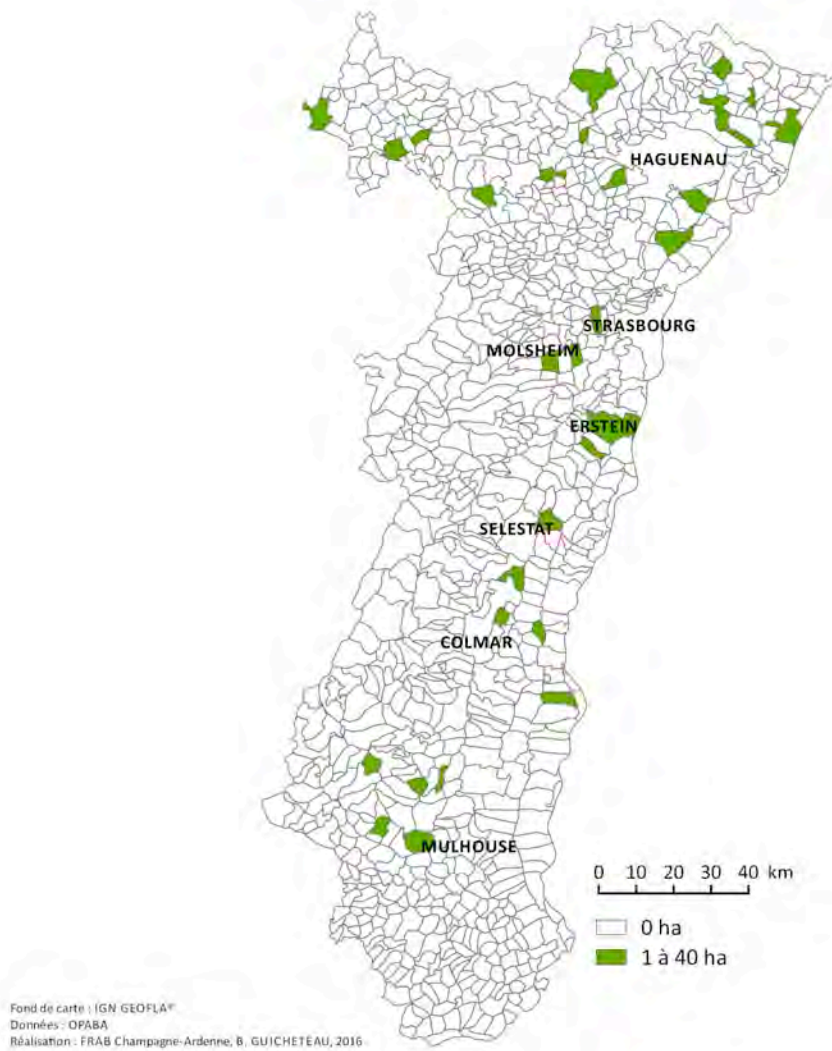 HAGUENAU
STRASBOURG
MOLSHEIM
ERSTEIN
SELESTAT
COLMAR
MULHOUSE
0 10 20 30 40 km
0 ha
1 à 40 ha
Fond de carte : IGN GEOFLA®
Données : OPABA
Réalisation : FRAB Champagne-Ardenne, B. GUICHETEAU, 2016